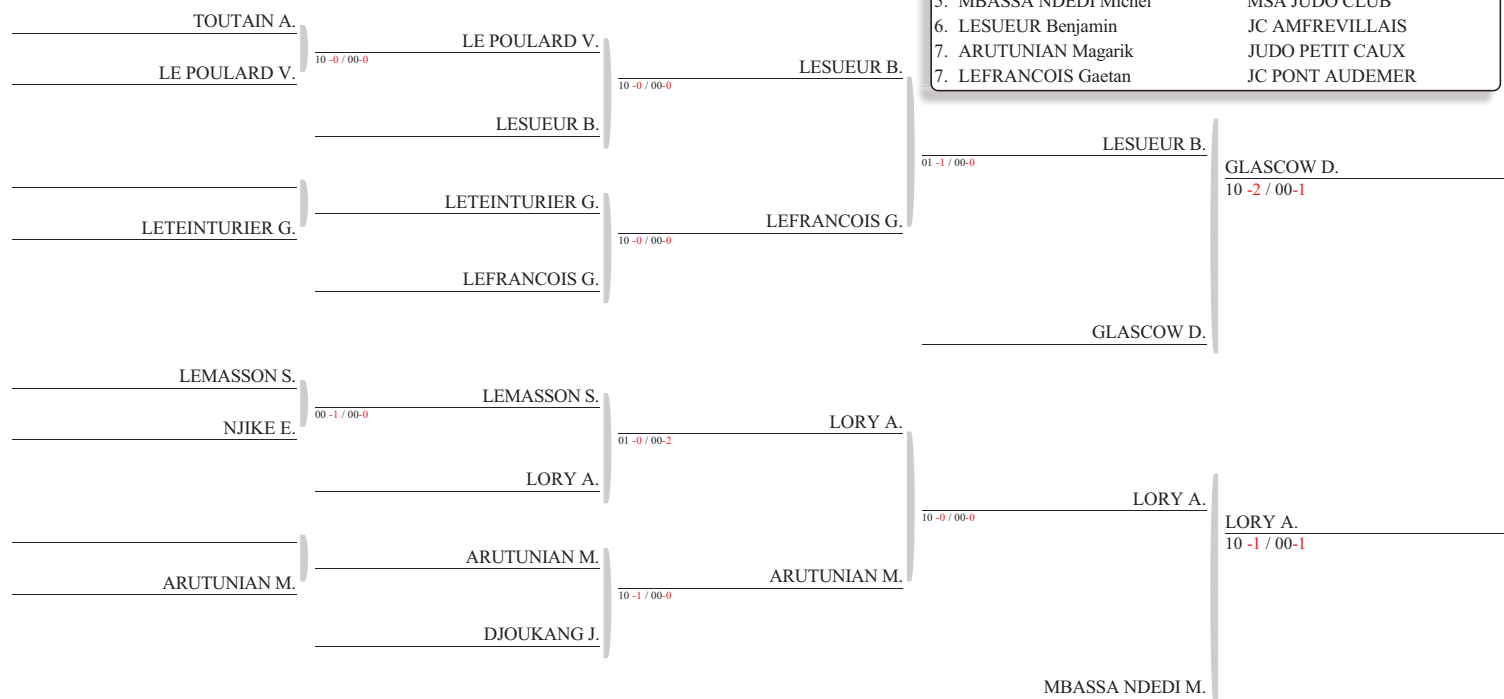 5. MBASSA NDEDI Michel MSA JUDO CLUB
6. LESUEUR Benjamin JC AMFREVILLAIS
7. ARUTUNIAN Magarik JUDO PETIT CAUX
7. LEFRANCOIS Gaetan JC PONT AUDEMER
TOUTAIN A.
LE POULARD V.
LE POULARD V.
10 -0 / 00-0
LESUEUR B.
LESUEUR B.
10 -0 / 00-0
LETEINTURIER G.
LETEINTURIER G.
LEFRANCOIS G.
LEFRANCOIS G.
10 -0 / 00-0
LESUEUR B.
01 -1 / 00-0
GLASCOW D.
GLASCOW D.
10 -2 / 00-1
LEMASSON S.
NJIKE E.
LEMASSON S.
00 -1 / 00-0
LORY A.
LORY A.
01 -0 / 00-2
ARUTUNIAN M.
ARUTUNIAN M.
DJOUKANG J.
ARUTUNIAN M.
10 -1 / 00-0
LORY A.
10 -0 / 00-0
MBASSA NDEDI M.
LORY A.
10 -1 / 00-1